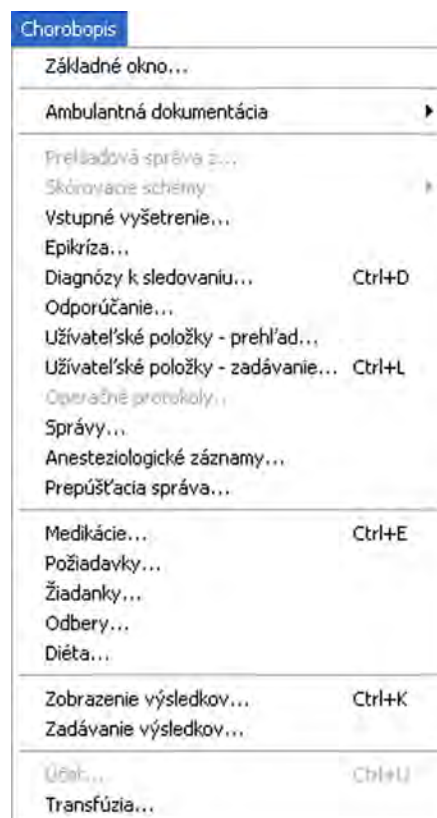 Chorobopis
Základné okno...
Ambulantná dokumentácia
Prekladová správa z...
Skórovacie schémy
Vstupné vyšetrenie...
Epikríza...
Diagnózy k sledovaniu... Ctrl+D
Odporúčanie...
Užívateľské položky - prehľad...
Užívateľské položky - zadávanie... Ctrl+L
Operačné protokoly...
Správy...
Anesteziologické záznamy...
Prepúšťacia správa...
Medikácie... Ctrl+E
Požiadavky...
Žiadanky...
Odbery...
Diéta...
Zobrazenie výsledkov... Ctrl+K
Zadávanie výsledkov...
Účet... Ctrl+U
Transfúzia...